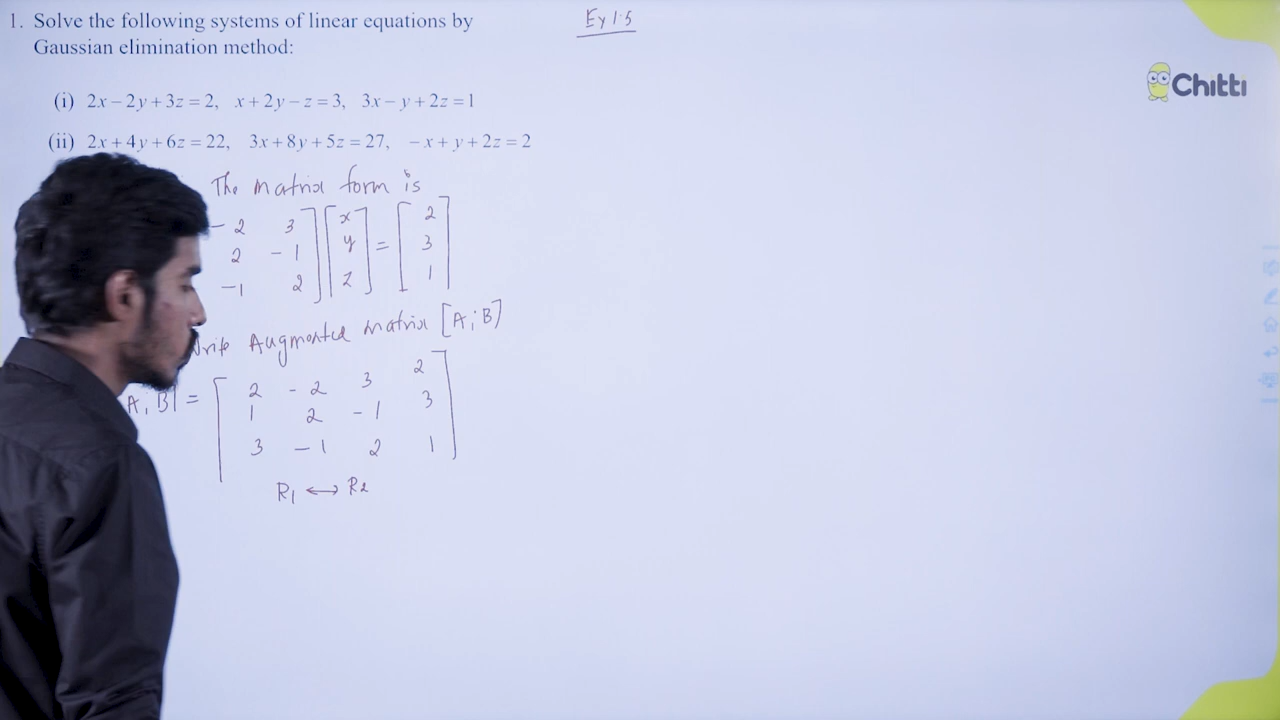 1. Solve the following systems of linear equations by
Gaussian elimination method:
Ex 1.5
Chitti
(i) 2x − 2y + 3z = 2, x + 2y − z = 3, 3x − y + 2z = 1
(ii) 2x + 4y + 6z = 22, 3x + 8y + 5z = 27, −x + y + 2z = 2
The matrix form is
− 2 3 ] [ x ] = [ 2 ]
2 − 1 y 3
−1 2 z 1
Augmented matrix [A ; B]
A ; B] = [ 2 − 2 3 2 ]
1 2 − 1 3
3 − 1 2 1
R1 ↔ R2